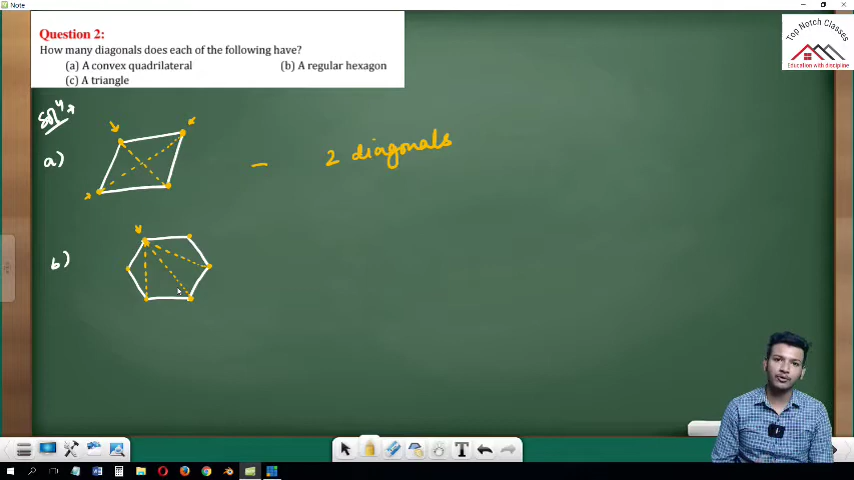 Note
Question 2:
How many diagonals does each of the following have?
(a) A convex quadrilateral (b) A regular hexagon
(c) A triangle
Top Notch Classes
Education with discipline
Solⁿ
a)
— 2 diagonals
b)
T